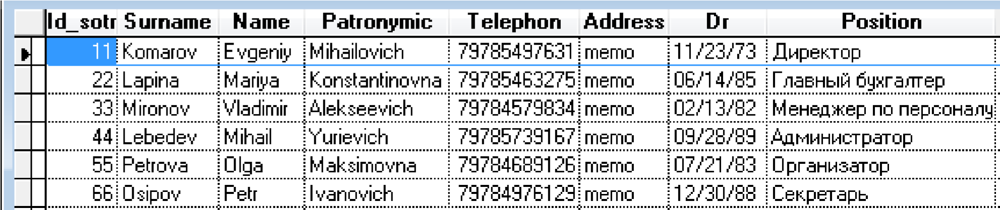 Id_sotr Surname Name Patronymic Telephon Address Dr Position
11 Komarov Evgeniy Mihailovich 79785497631 memo 11/23/73 Директор
22 Lapina Mariya Konstantinovna 79785463275 memo 06/14/85 Главный бухгалтер
33 Mironov Vladimir Alekseevich 79784579834 memo 02/13/82 Менеджер по персоналу
44 Lebedev Mihail Yurievich 79785739167 memo 09/28/89 Администратор
55 Petrova Olga Maksimovna 79784689126 memo 07/21/83 Организатор
66 Osipov Petr Ivanovich 79784976129 memo 12/30/88 Секретарь